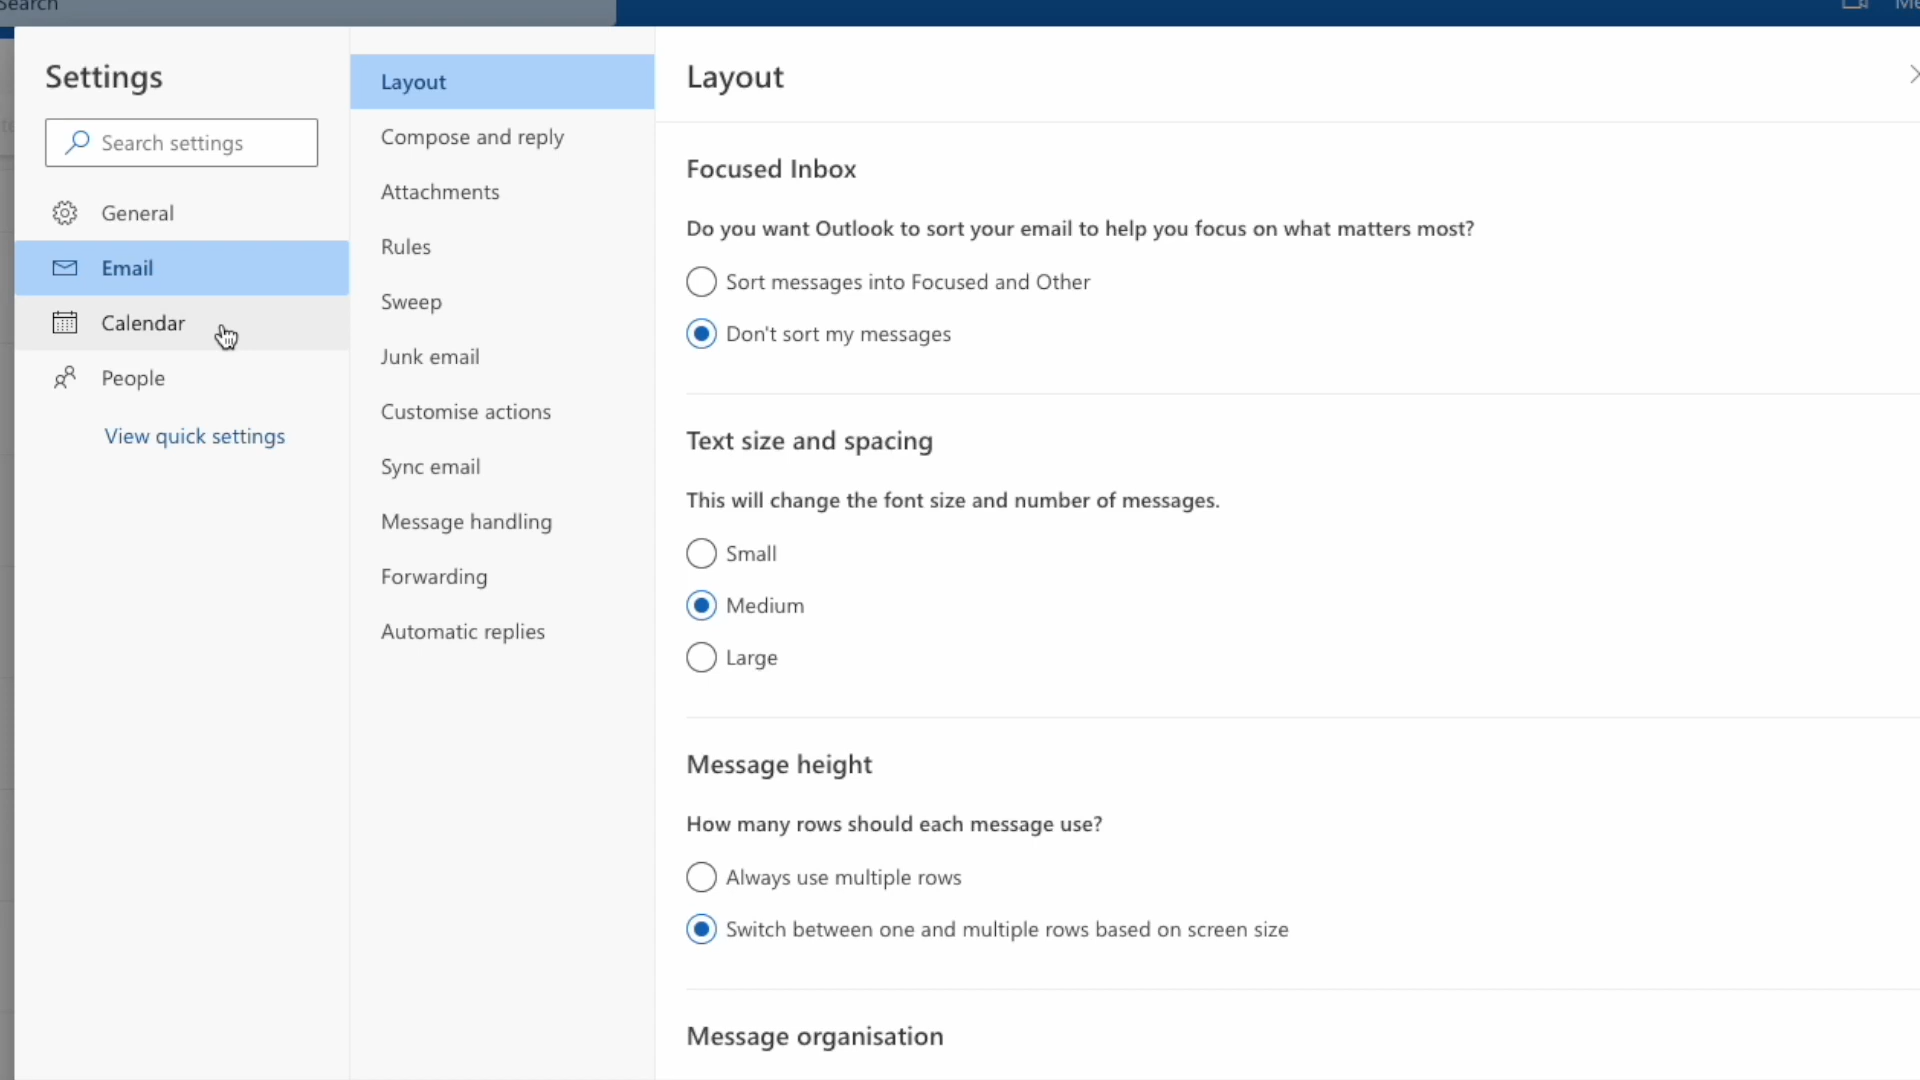 Search
Settings
Search settings
General
Email
Calendar
People
View quick settings
Layout
Compose and reply
Attachments
Rules
Sweep
Junk email
Customise actions
Sync email
Message handling
Forwarding
Automatic replies
Layout
Focused Inbox
Do you want Outlook to sort your email to help you focus on what matters most?
Sort messages into Focused and Other
Don't sort my messages
Text size and spacing
This will change the font size and number of messages.
Small
Medium
Large
Message height
How many rows should each message use?
Always use multiple rows
Switch between one and multiple rows based on screen size
Message organisation